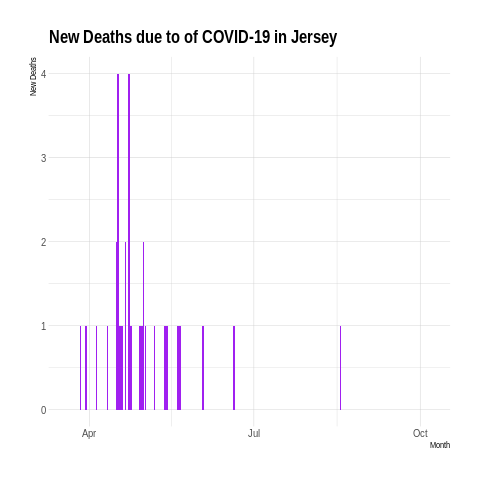 New Deaths due to of COVID-19 in Jersey
New Deaths
4
3
2
1
0
Apr
Jul
Oct
Month